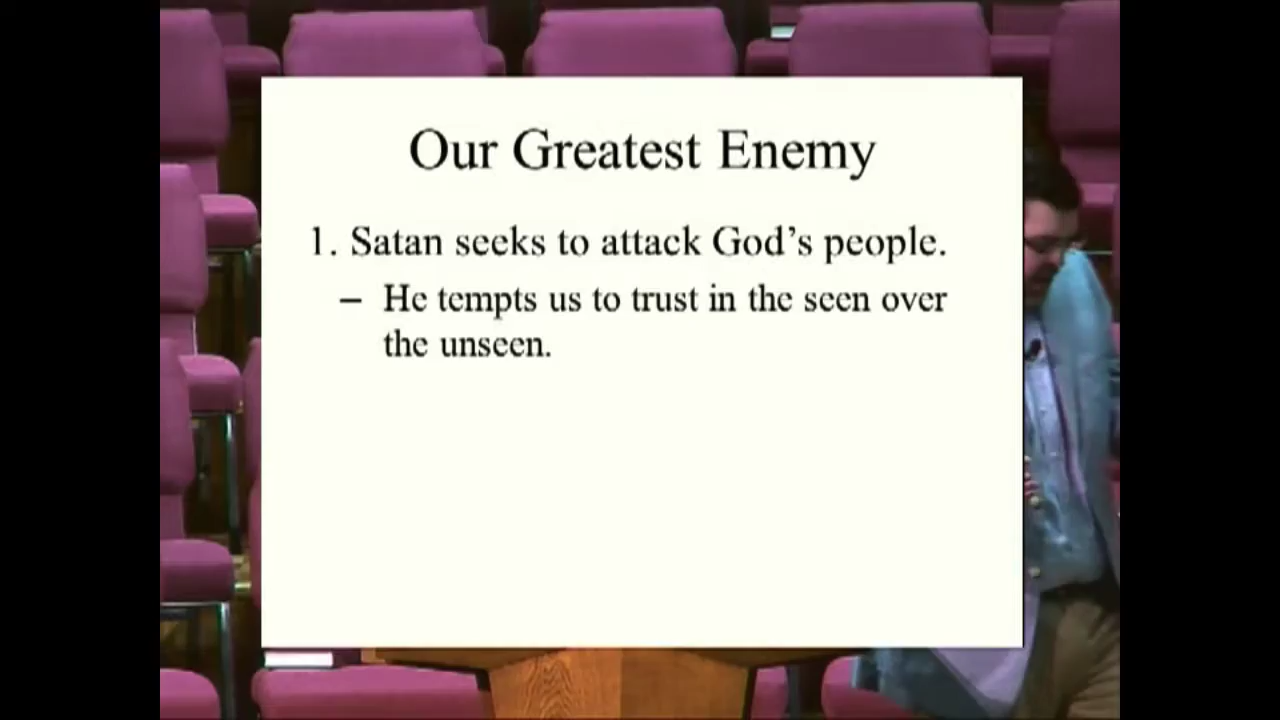 Our Greatest Enemy
1. Satan seeks to attack God's people.
– He tempts us to trust in the seen over
the unseen.